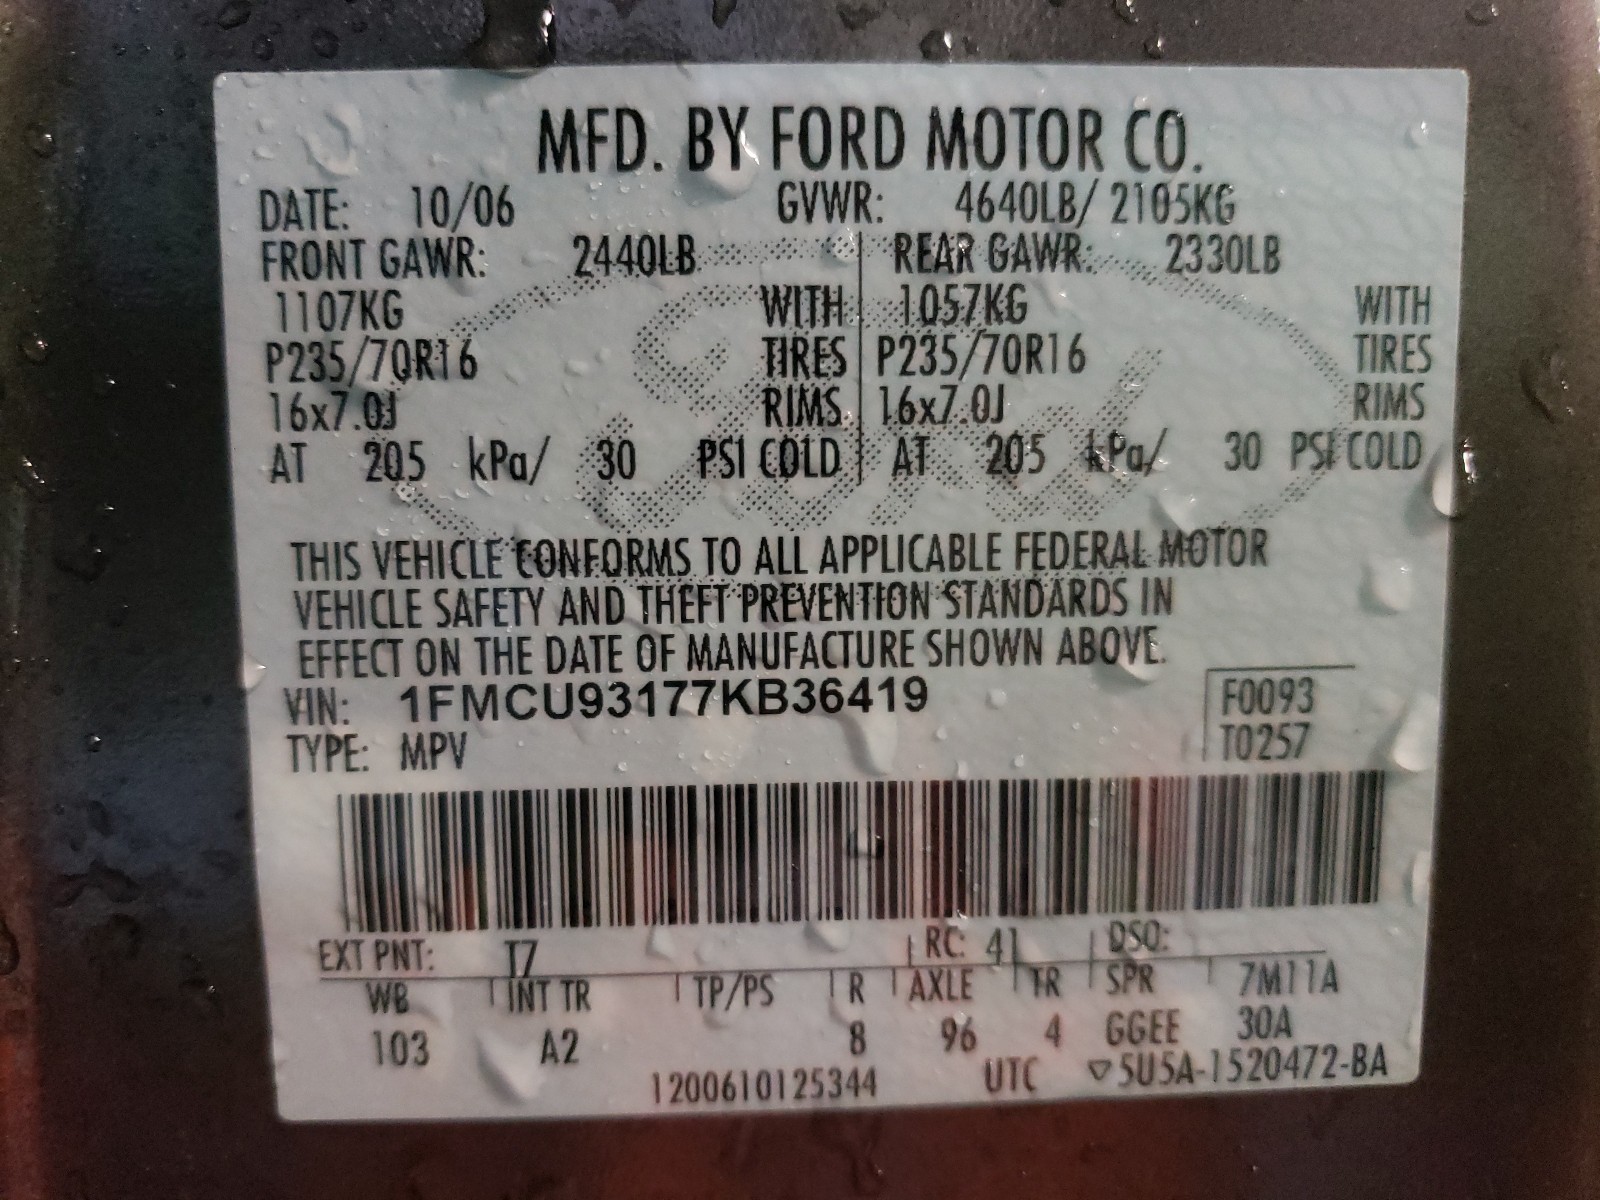 MFD. BY FORD MOTOR CO.
DATE: 10/06 GVWR: 4640LB/ 2105KG
FRONT GAWR: 2440LB REAR GAWR: 2330LB
1107KG WITH 1057KG WITH
P235/70R16 TIRES P235/70R16 TIRES
16x7.0J RIMS 16x7.0J RIMS
AT 205 kPa/ 30 PSI COLD AT 205 kPa/ 30 PSI COLD
THIS VEHICLE CONFORMS TO ALL APPLICABLE FEDERAL MOTOR
VEHICLE SAFETY AND THEFT PREVENTION STANDARDS IN
EFFECT ON THE DATE OF MANUFACTURE SHOWN ABOVE.
VIN: 1FMCU93177KB36419 F0093
TYPE: MPV T0257
EXT PNT: T7 RC: 41 DSO:
WB INT TR TP/PS R AXLE TR SPR 7M11A
103 A2 8 96 4 GGEE 30A
1200610125344 UTC ▽5U5A-1520472-BA